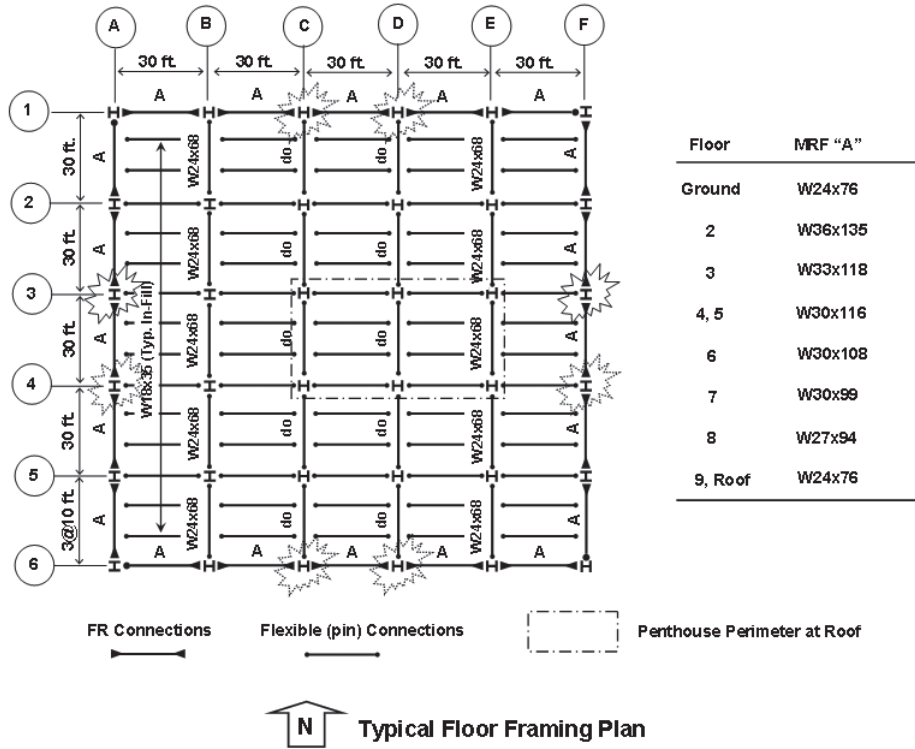 A B C D E F
30 ft. 30 ft. 30 ft. 30 ft. 30 ft.
A A A A A
1
30 ft.
A W24x68 do do W24x68 A
2
30 ft.
A W24x68 do do W24x68 A
3
W18x35 (Typ. In-Fill)
30 ft.
A W24x68 do do W24x68 A
4
30 ft.
A W24x68 do do W24x68 A
5
3@10 ft.
A W24x68 do do W24x68 A
A A A A A
6
Floor MRF “A”
Ground W24x76
2 W36x135
3 W33x118
4, 5 W30x116
6 W30x108
7 W30x99
8 W27x94
9, Roof W24x76
FR Connections
Flexible (pin) Connections
Penthouse Perimeter at Roof
N
Typical Floor Framing Plan